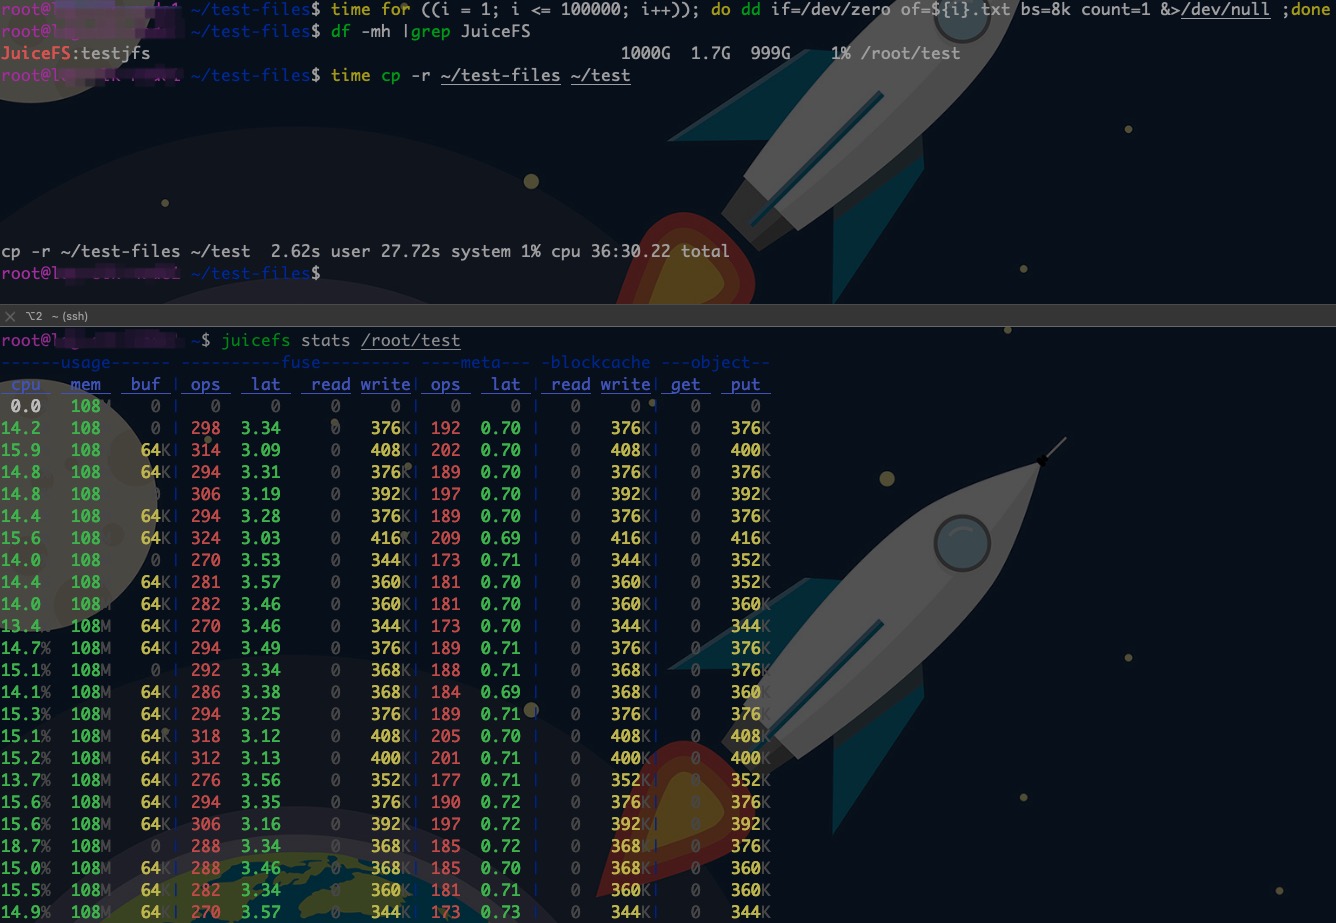 root@ ~/test-files$ time for ((i = 1; i <= 100000; i++)); do dd if=/dev/zero of=${i}.txt bs=8k count=1 &>/dev/null ;done
root@ ~/test-files$ df -mh |grep JuiceFS
JuiceFS:testjfs 1000G 1.7G 999G 1% /root/test
root@ ~/test-files$ time cp -r ~/test-files ~/test
cp -r ~/test-files ~/test 2.62s user 27.72s system 1% cpu 36:30.22 total
root@ ~/test-files$
⌥2 ~ (ssh)
root@ ~$ juicefs stats /root/test
------usage------ ----------fuse--------- ----meta--- -blockcache ---object--
cpu mem buf | ops lat read write| ops lat | read write| get put
0.0 108M 0 | 0 0 0 0 | 0 0 | 0 0 | 0 0
14.2 108 0 | 298 3.34 0 376K| 192 0.70 | 0 376K| 0 376K
15.9 108 64K| 314 3.09 0 408K| 202 0.70 | 0 408K| 0 400K
14.8 108 64K| 294 3.31 0 376K| 189 0.70 | 0 376K| 0 376K
14.8 108 0 | 306 3.19 0 392K| 197 0.70 | 0 392K| 0 392K
14.4 108 64K| 294 3.28 0 376K| 189 0.70 | 0 376K| 0 376K
15.6 108 64K| 324 3.03 0 416K| 209 0.69 | 0 416K| 0 416K
14.0 108 0 | 270 3.53 0 344K| 173 0.71 | 0 344K| 0 352K
14.4 108 64K| 281 3.57 0 360K| 181 0.70 | 0 360K| 0 352K
14.0 108 64K| 282 3.46 0 360K| 181 0.70 | 0 360K| 0 360K
13.4 108M 64K| 270 3.46 0 344K| 173 0.70 | 0 344K| 0 344K
14.7% 108M 64K| 294 3.49 0 376K| 189 0.71 | 0 376K| 0 376K
15.1% 108M 0 | 292 3.34 0 368K| 188 0.71 | 0 368K| 0 376K
14.1% 108M 64K| 286 3.38 0 368K| 184 0.69 | 0 368K| 0 360K
15.3% 108M 64K| 294 3.25 0 376K| 189 0.71 | 0 376K| 0 376K
15.1% 108M 64K| 318 3.12 0 408K| 205 0.70 | 0 408K| 0 408K
15.2% 108M 64K| 312 3.13 0 400K| 201 0.71 | 0 400K| 0 400K
13.7% 108M 64K| 276 3.56 0 352K| 177 0.71 | 0 352K| 0 352K
15.6% 108M 64K| 294 3.35 0 376K| 190 0.72 | 0 376K| 0 376K
15.6% 108M 64K| 306 3.16 0 392K| 197 0.72 | 0 392K| 0 392K
18.7% 108M 0 | 288 3.34 0 368K| 185 0.72 | 0 368K| 0 376K
15.0% 108M 64K| 288 3.46 0 368K| 185 0.70 | 0 368K| 0 360K
15.5% 108M 64K| 282 3.34 0 360K| 181 0.71 | 0 360K| 0 360K
14.9% 108M 64K| 270 3.57 0 344K| 173 0.73 | 0 344K| 0 344K